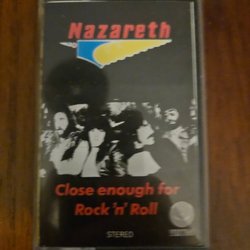 Nazareth
Close enough for
Rock 'n' Roll
STEREO